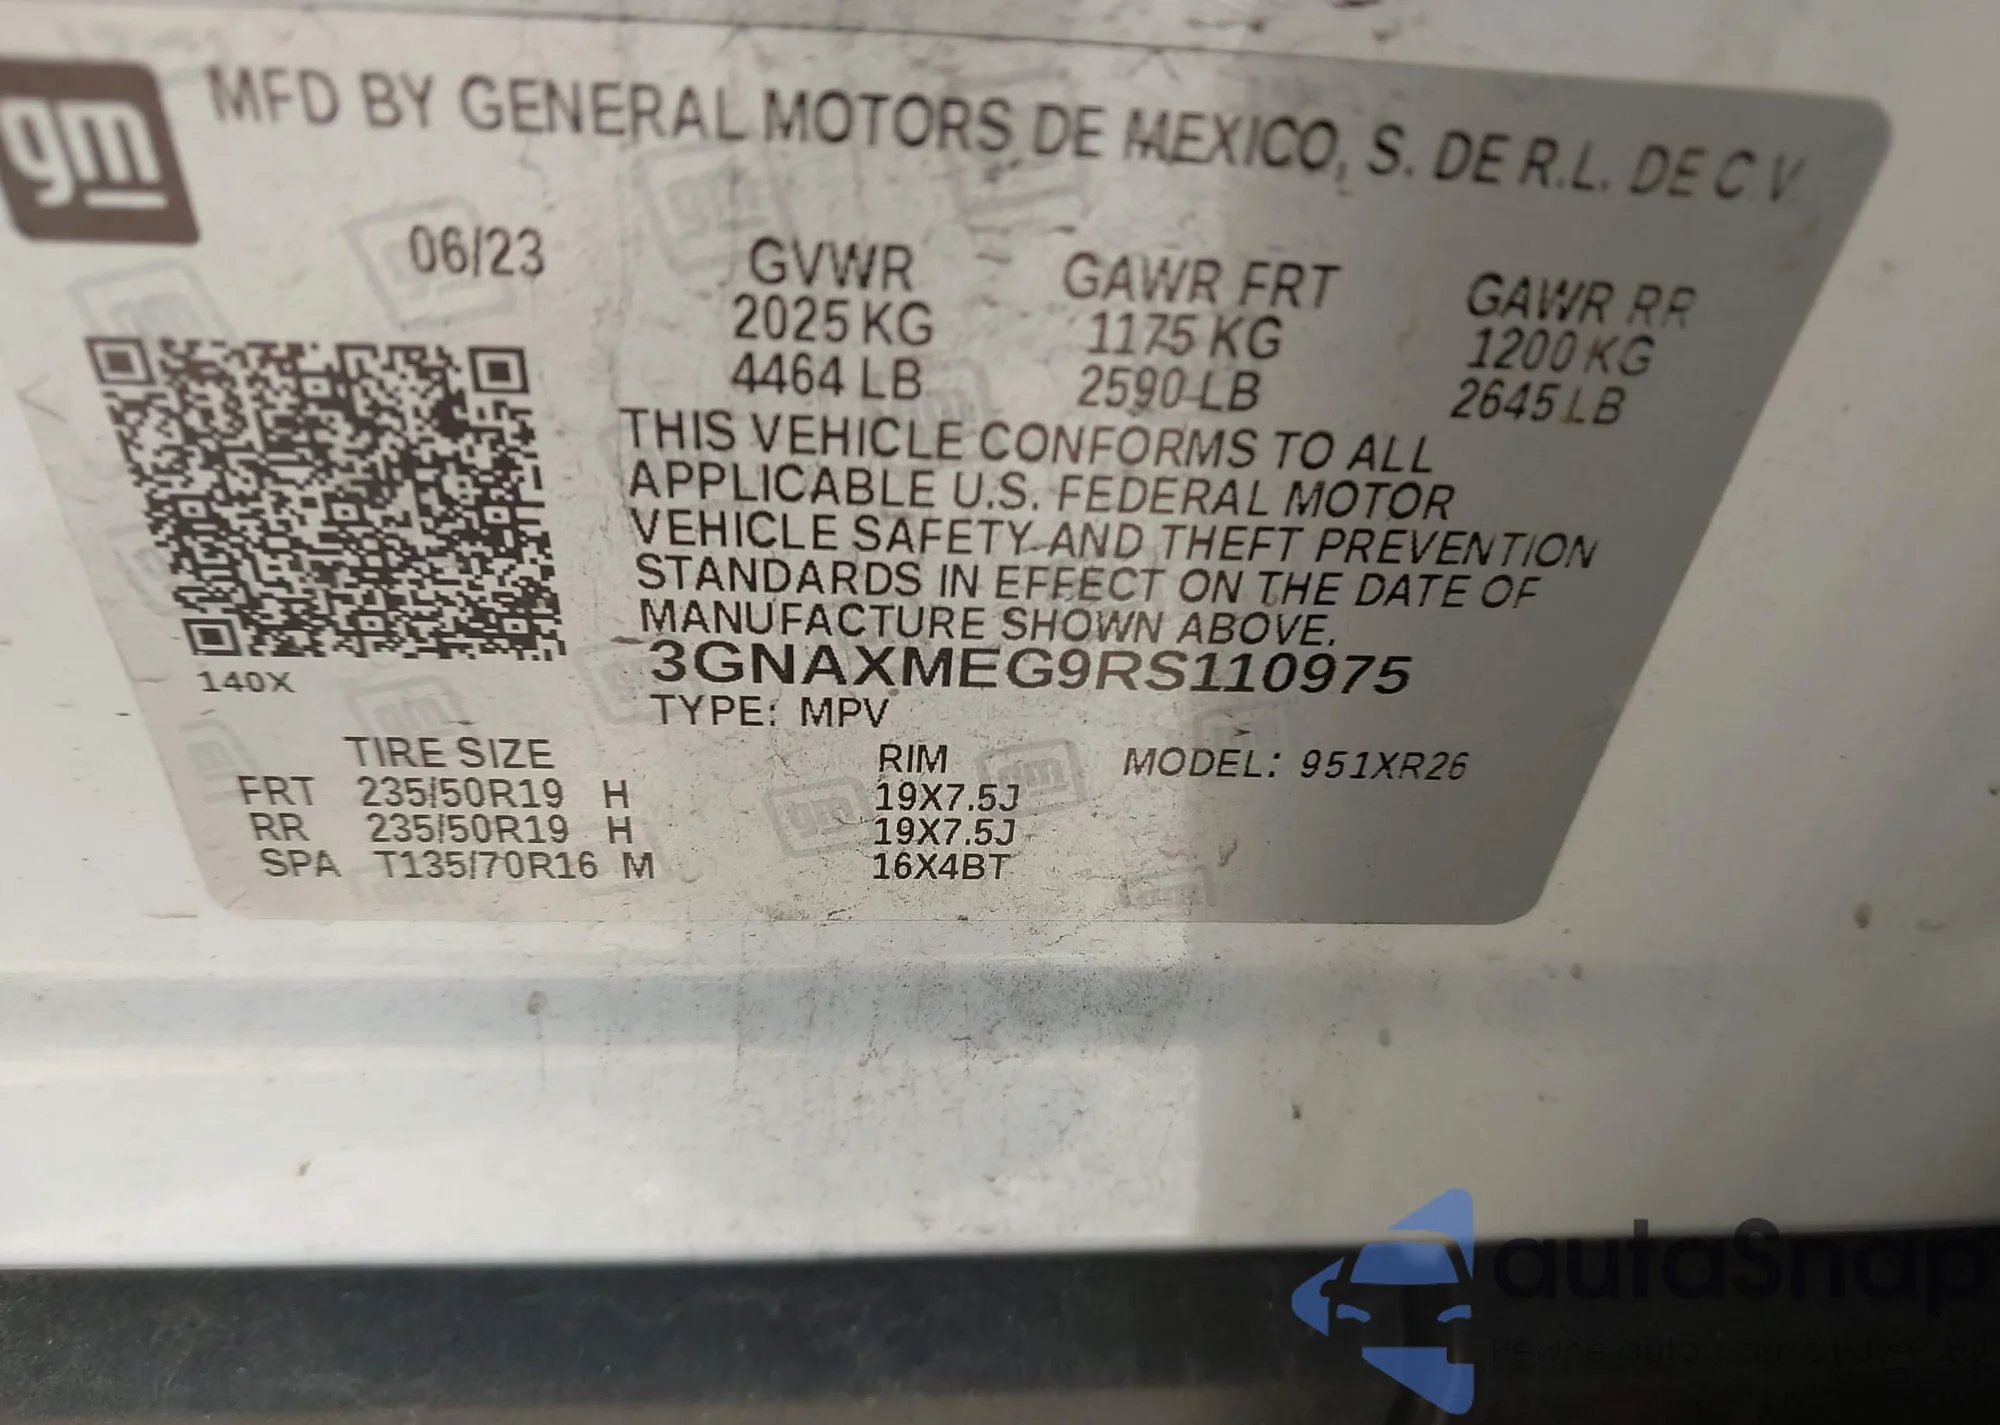 gm
MFD BY GENERAL MOTORS DE MEXICO, S. DE R.L. DE C V
06/23
GVWR GAWR FRT GAWR RR
2025 KG 1175 KG 1200 KG
4464 LB 2590 LB 2645 LB
THIS VEHICLE CONFORMS TO ALL
APPLICABLE U.S. FEDERAL MOTOR
VEHICLE SAFETY AND THEFT PREVENTION
STANDARDS IN EFFECT ON THE DATE OF
MANUFACTURE SHOWN ABOVE.
3GNAXMEG9RS110975
140X
TYPE: MPV
TIRE SIZE RIM MODEL: 951XR26
FRT 235/50R19 H 19X7.5J
RR 235/50R19 H 19X7.5J
SPA T135/70R16 M 16X4BT
autoSnap